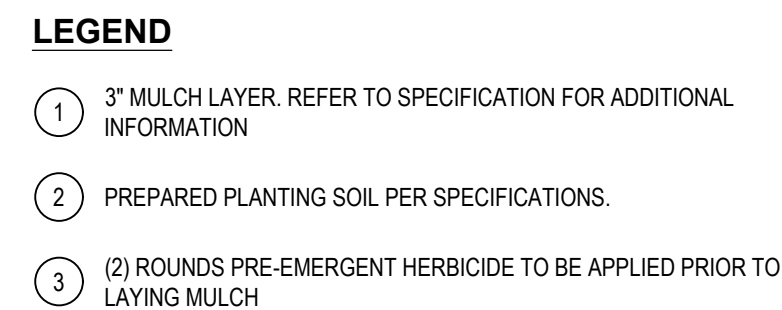 LEGEND
1 3" MULCH LAYER. REFER TO SPECIFICATION FOR ADDITIONAL
INFORMATION
2 PREPARED PLANTING SOIL PER SPECIFICATIONS.
3 (2) ROUNDS PRE-EMERGENT HERBICIDE TO BE APPLIED PRIOR TO
LAYING MULCH